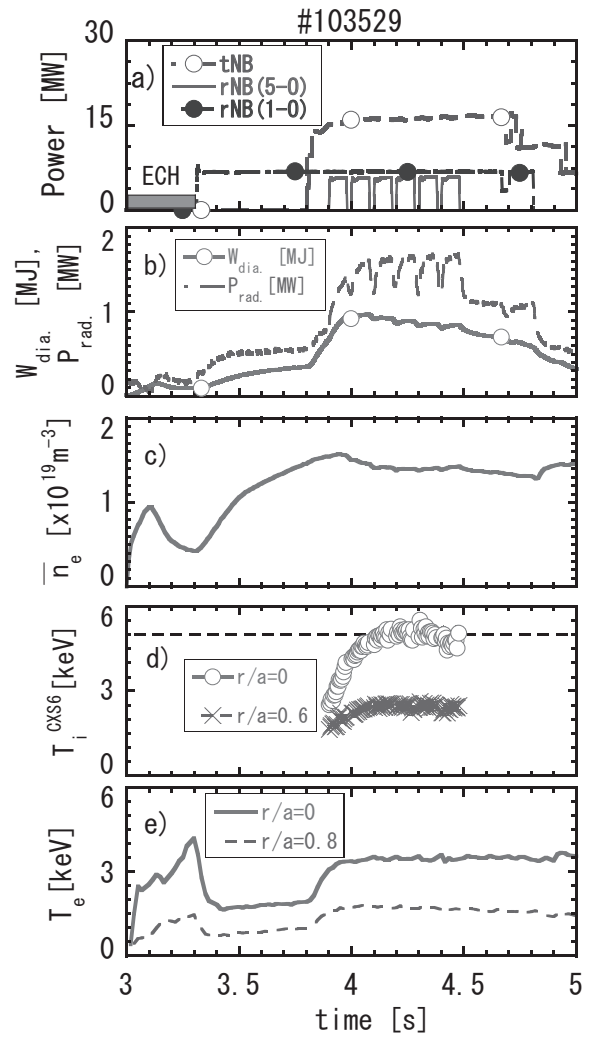 #103529
30
15
0
Power [MW]
a)
tNB
rNB(5-0)
rNB(1-0)
ECH
2
1
0
W_dia. [MJ],
P_rad. [MW]
b)
W_dia. [MJ]
P_rad. [MW]
2
1
0
n̅_e [x10^19 m^-3]
c)
6
3
0
T_i^CXS6 [keV]
d)
r/a=0
r/a=0.6
6
3
0
T_e [keV]
e)
r/a=0
r/a=0.8
3 3.5 4 4.5 5
time [s]